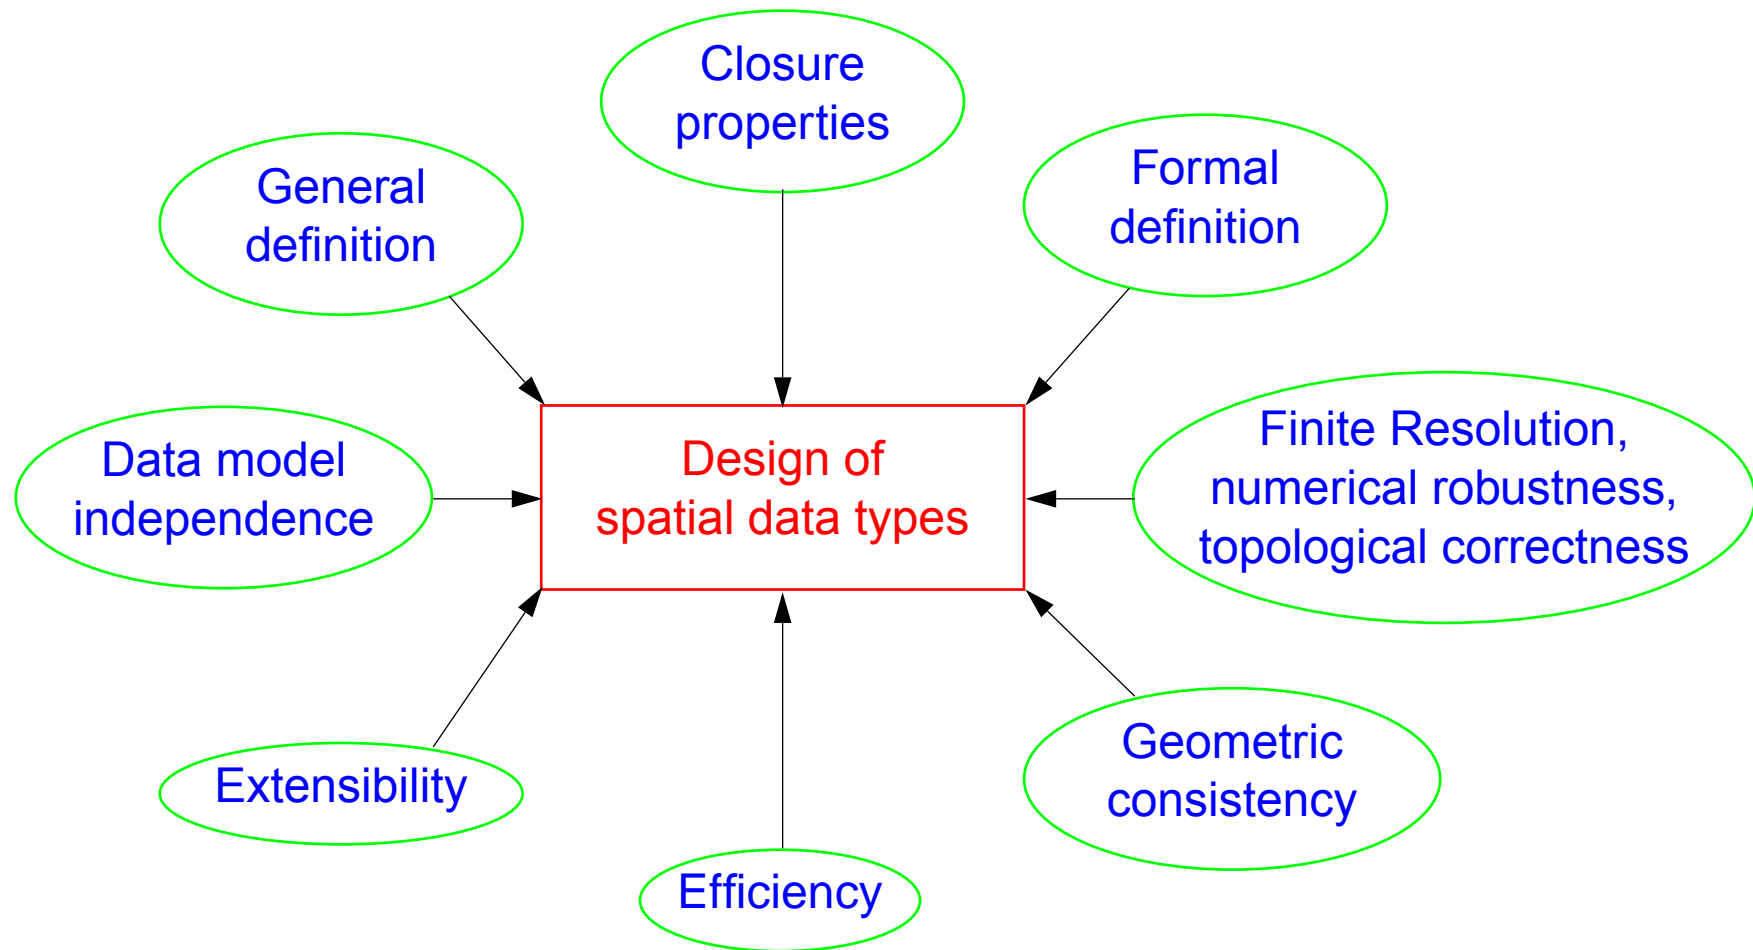 Closure
properties
General
definition
Formal
definition
Data model
independence
Design of
spatial data types
Finite Resolution,
numerical robustness,
topological correctness
Extensibility
Geometric
consistency
Efficiency